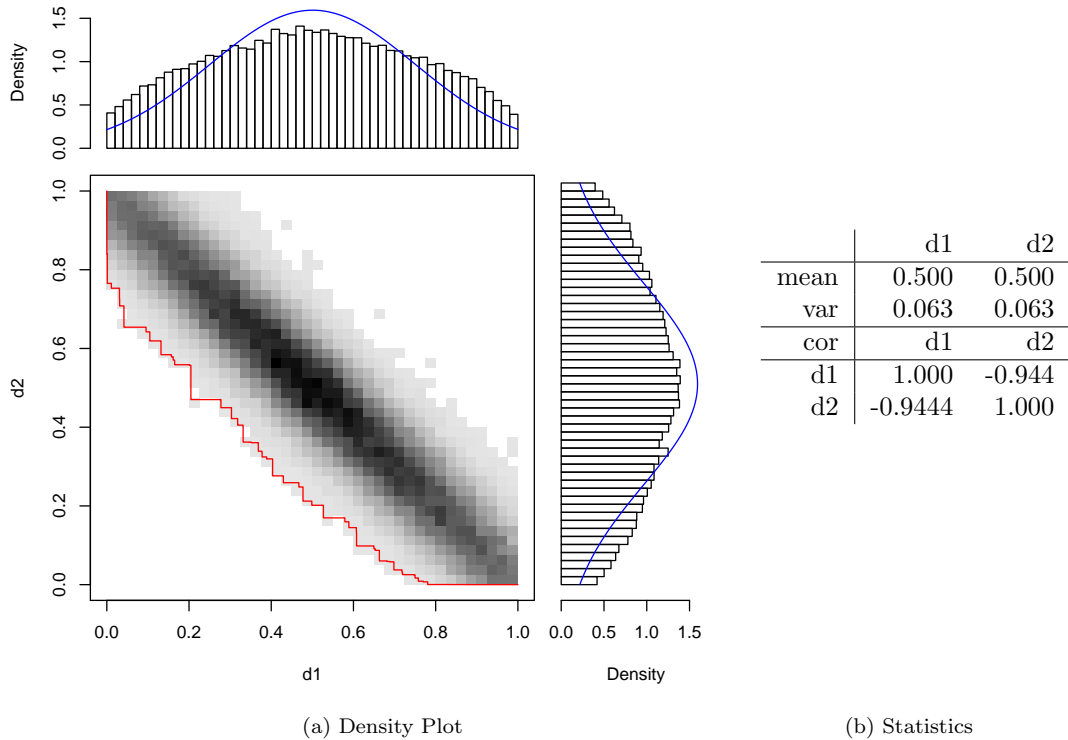 Density
0.0 0.5 1.0 1.5
d2
0.0 0.2 0.4 0.6 0.8 1.0
0.0 0.2 0.4 0.6 0.8 1.0
d1
0.0 0.5 1.0 1.5
Density
(a) Density Plot
d1 d2
mean 0.500 0.500
var 0.063 0.063
cor d1 d2
d1 1.000 -0.944
d2 -0.9444 1.000
(b) Statistics